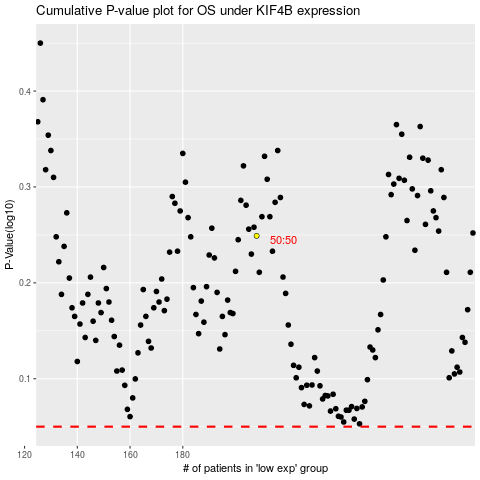 Cumulative P-value plot for OS under KIF4B expression
P-Value(log10)
0.4
0.3
0.2
0.1
50:50
120 140 160 180
# of patients in 'low exp' group